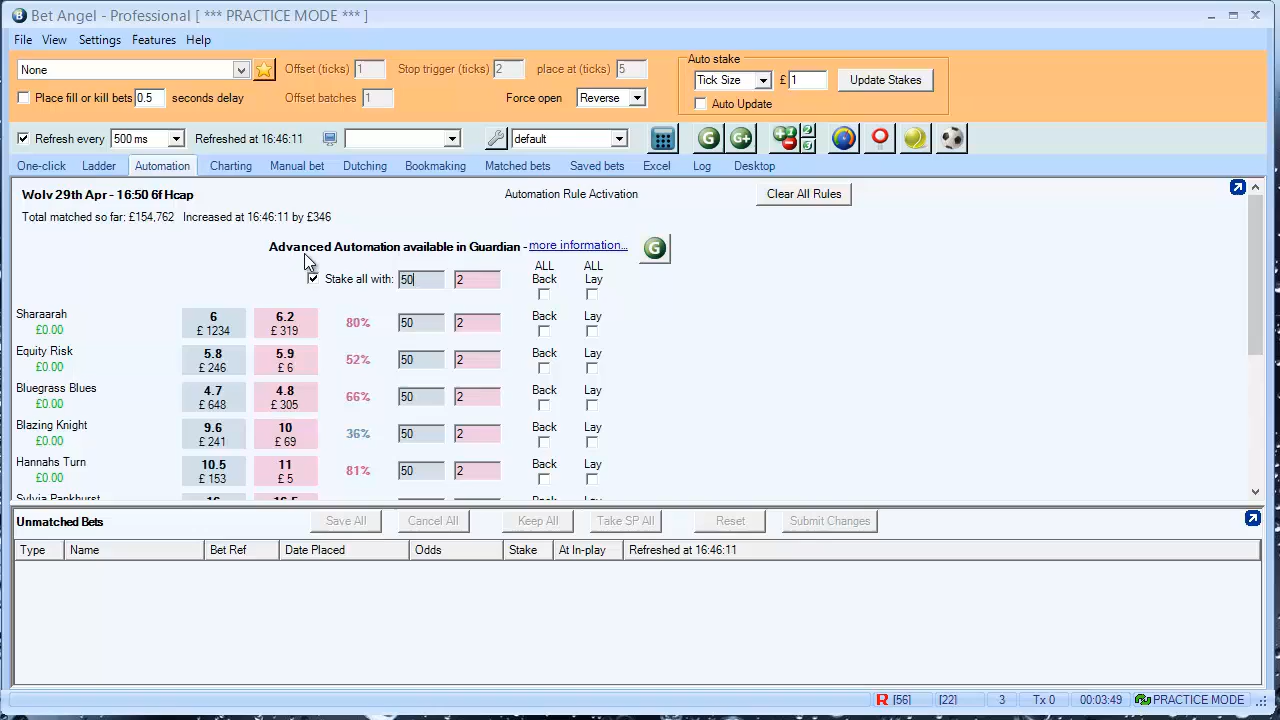 Bet Angel - Professional [ *** PRACTICE MODE *** ]
File View Settings Features Help
None Offset (ticks) 1 Stop trigger (ticks) 2 place at (ticks) 5
Auto stake
Tick Size £ 1 Update Stakes
Place fill or kill bets 0.5 seconds delay Offset batches 1 Force open Reverse
Auto Update
Refresh every 500 ms Refreshed at 16:46:11 default G G+
One-click Ladder Automation Charting Manual bet Dutching Bookmaking Matched bets Saved bets Excel Log Desktop
Wolv 29th Apr - 16:50 6f Hcap Automation Rule Activation Clear All Rules
Total matched so far: £154,762 Increased at 16:46:11 by £346
Advanced Automation available in Guardian - more information... G
ALL ALL
Stake all with: 50 2 Back Lay
Sharaarah 6 6.2 80% 50 2 Back Lay
£0.00 £ 1234 £ 319
Equity Risk 5.8 5.9 52% 50 2 Back Lay
£0.00 £ 246 £ 6
Bluegrass Blues 4.7 4.8 66% 50 2 Back Lay
£0.00 £ 648 £ 305
Blazing Knight 9.6 10 36% 50 2 Back Lay
£0.00 £ 241 £ 69
Hannahs Turn 10.5 11 81% 50 2 Back Lay
£0.00 £ 153 £ 5
Sylvia Pankhurst 16 16.5 Back Lay
Unmatched Bets Save All Cancel All Keep All Take SP All Reset Submit Changes
Type Name Bet Ref Date Placed Odds Stake At In-play Refreshed at 16:46:11
R [56] [22] 3 Tx 0 00:03:49 PRACTICE MODE